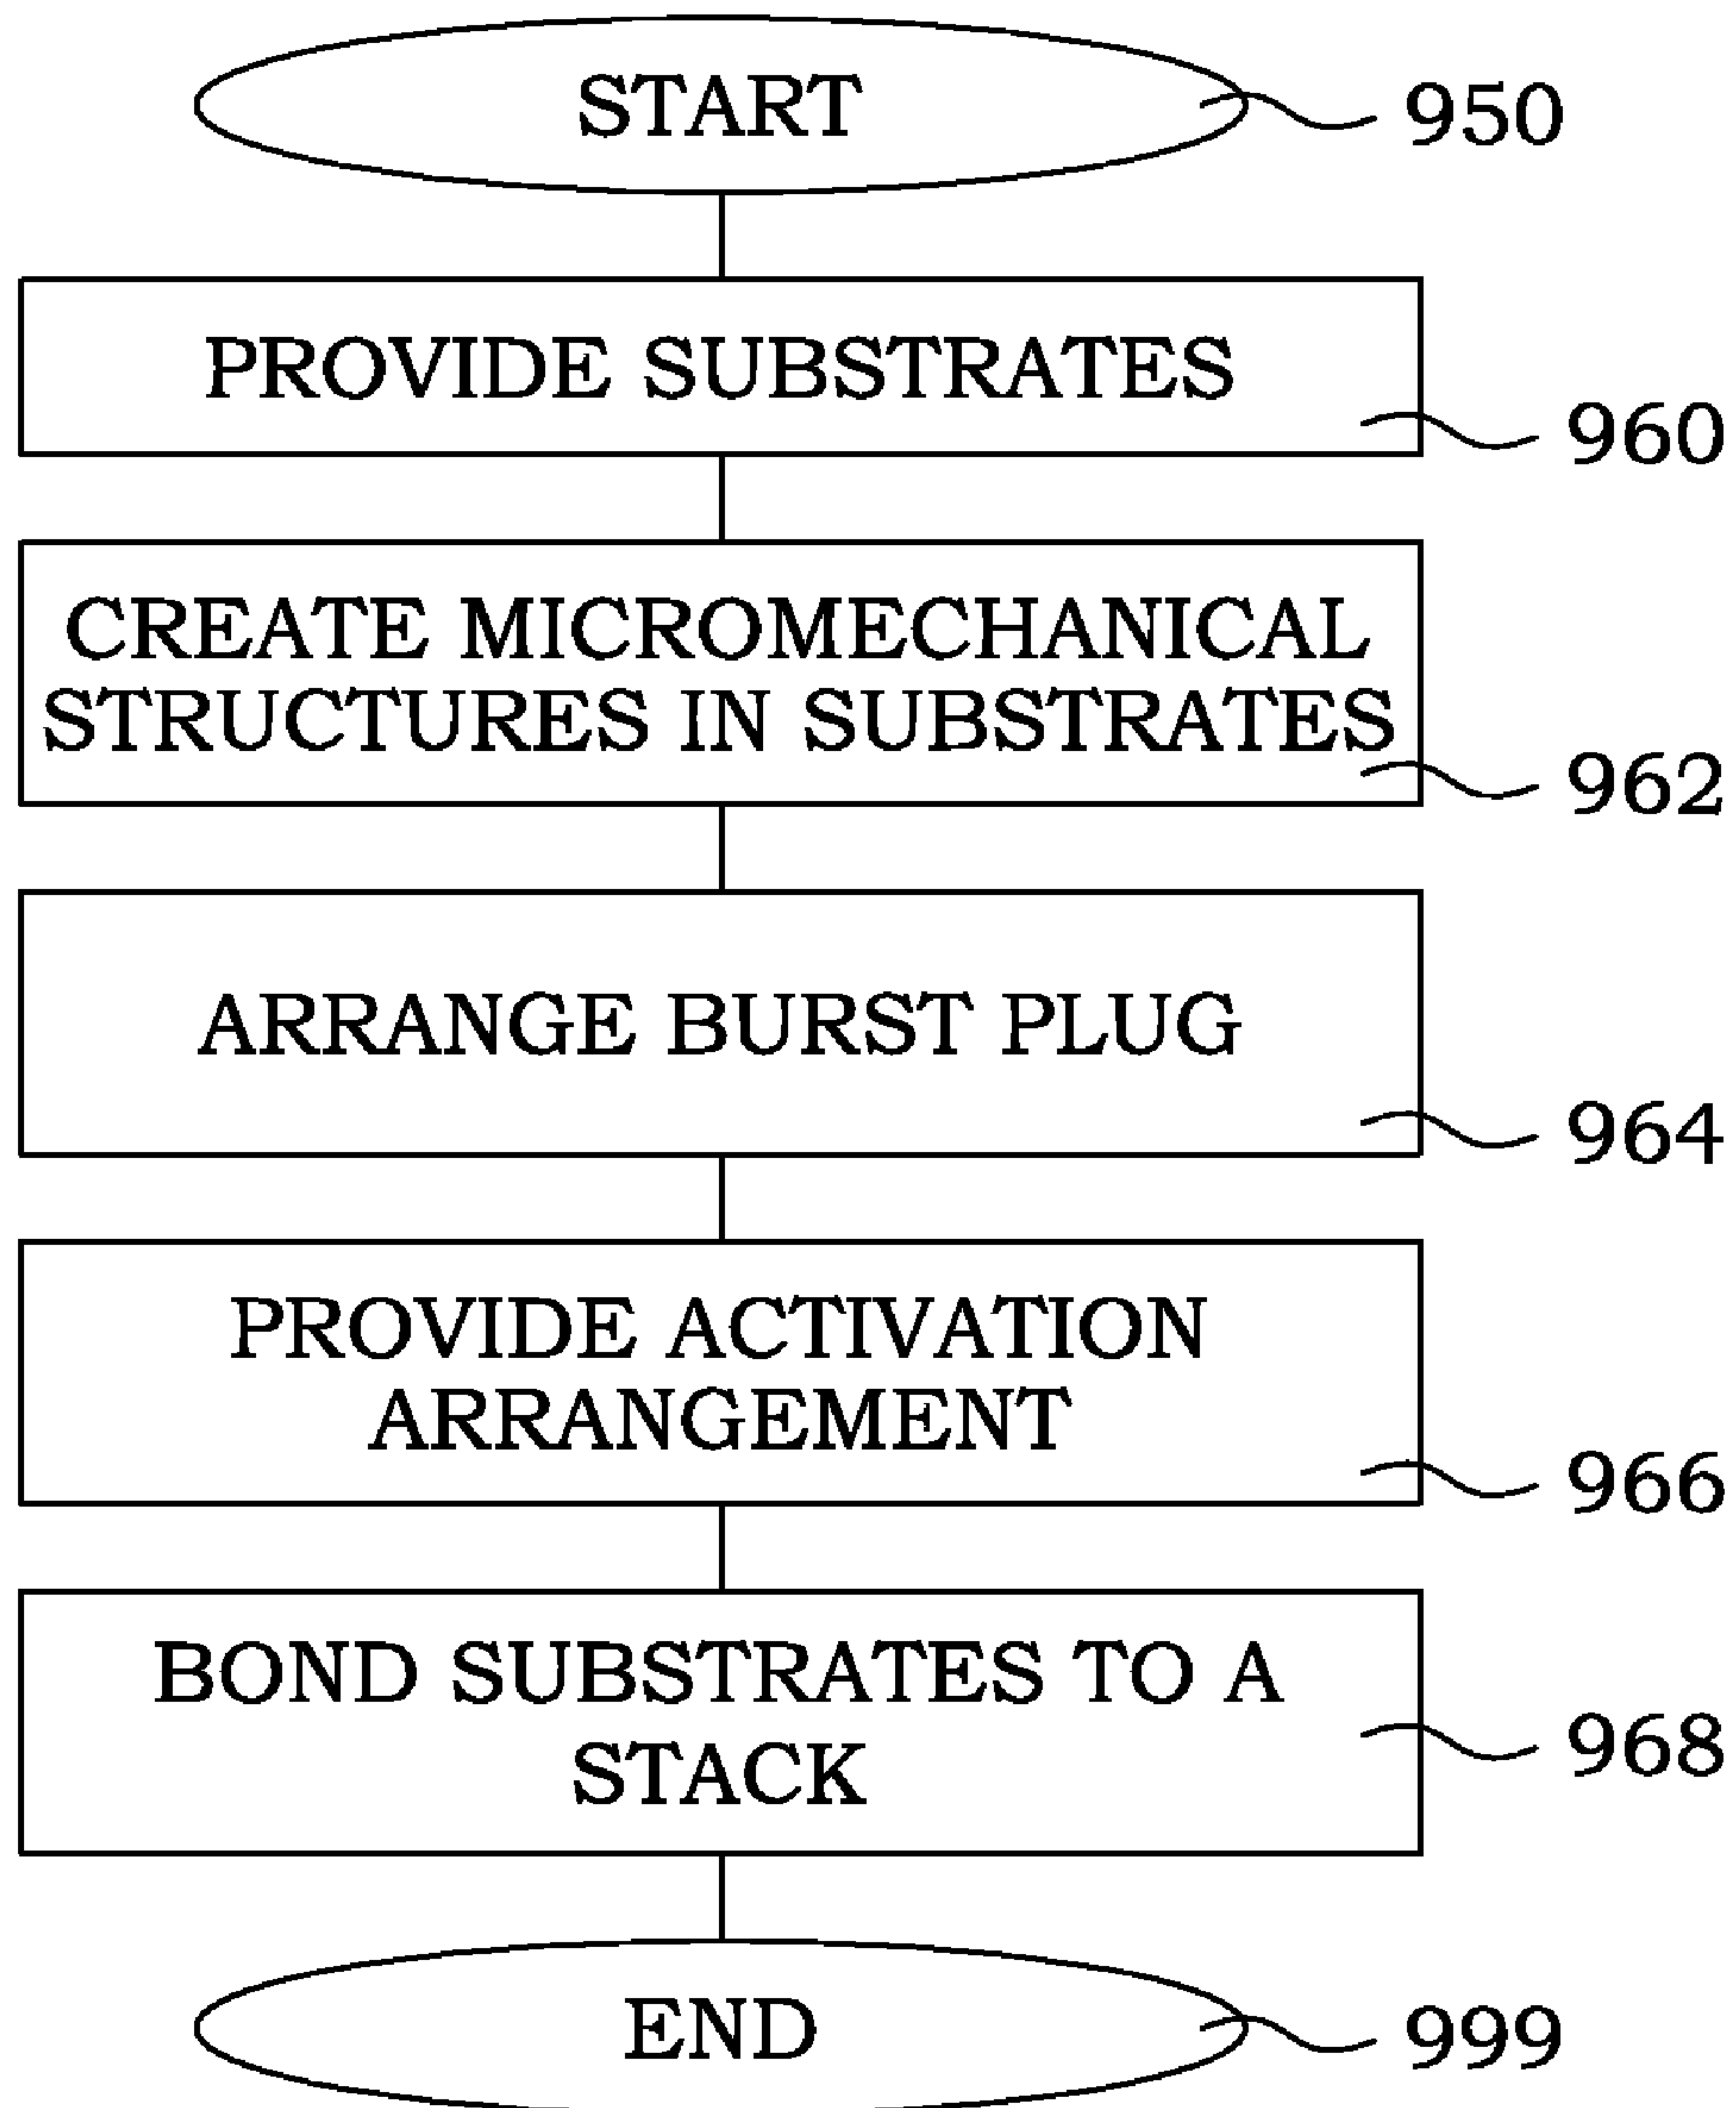 START
950
PROVIDE SUBSTRATES
960
CREATE MICROMECHANICAL
STRUCTURES IN SUBSTRATES
962
ARRANGE BURST PLUG
964
PROVIDE ACTIVATION
ARRANGEMENT
966
BOND SUBSTRATES TO A
STACK
968
END
999